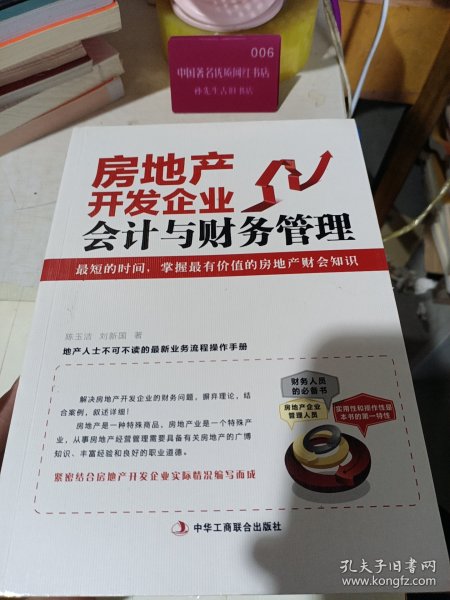 006
中国著名优质网红书店
孙先生古旧书店
房地产
开发企业
会计与财务管理
最短的时间，掌握最有价值的房地产财会知识
陈玉洁 刘新国 著
地产人士不可不读的最新业务流程操作手册
解决房地产开发企业的财务问题，摒弃理论，结
合案例，叙述详细！
房地产是一种特殊商品，房地产业是一个特殊产
业，从事房地产经营管理需要具备有关房地产的广博
知识、丰富经验和良好的职业道德。
紧密结合房地产开发企业实际情况编写而成
财务人员
的必备书
房地产企业
管理人员
实用性和操作性是
本书的第一特性
中华工商联合出版社
孔夫子旧书网
www.kongfz.com